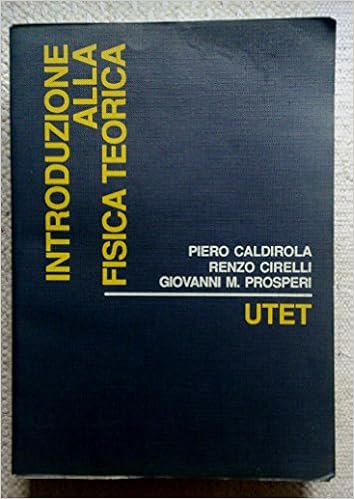 INTRODUZIONE
ALLA
FISICA TEORICA
PIERO CALDIROLA
RENZO CIRELLI
GIOVANNI M. PROSPERI
UTET